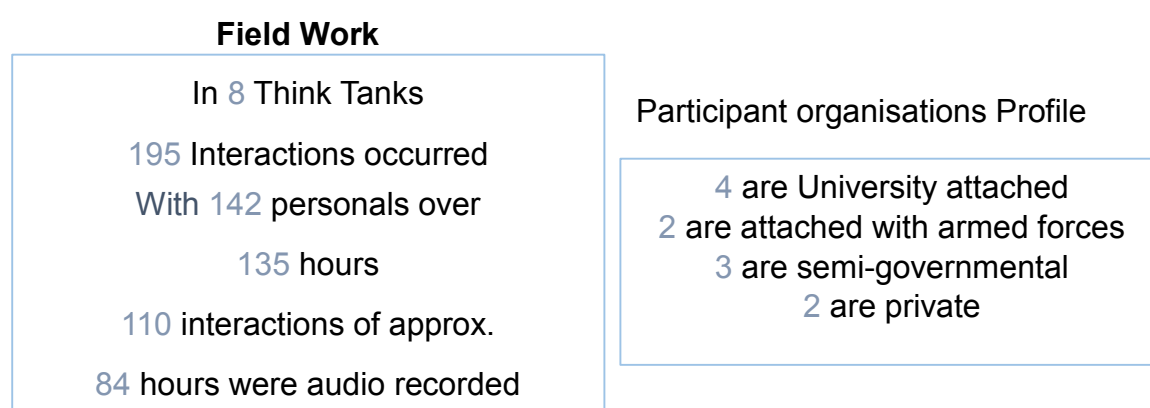 Field Work
In 8 Think Tanks
195 Interactions occurred
With 142 personals over
135 hours
110 interactions of approx.
84 hours were audio recorded
Participant organisations Profile
4 are University attached
2 are attached with armed forces
3 are semi-governmental
2 are private